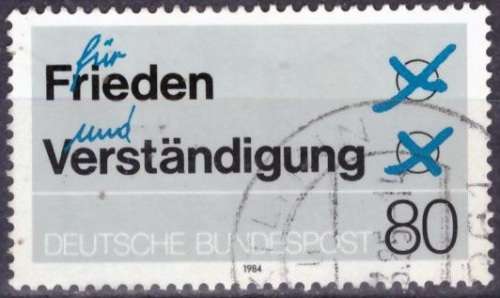 für
Frieden
und
Verständigung
80
DEUTSCHE BUNDESPOST
1984